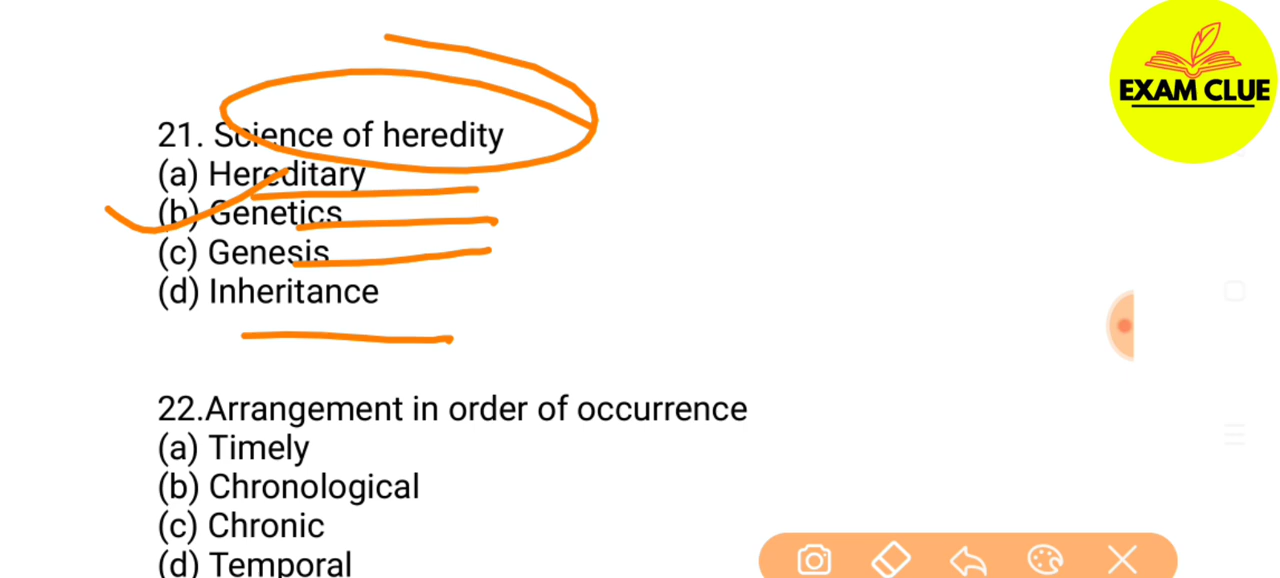 EXAM CLUE
21. Science of heredity
(a) Hereditary
(b) Genetics
(c) Genesis
(d) Inheritance
22.Arrangement in order of occurrence
(a) Timely
(b) Chronological
(c) Chronic
(d) Temporal